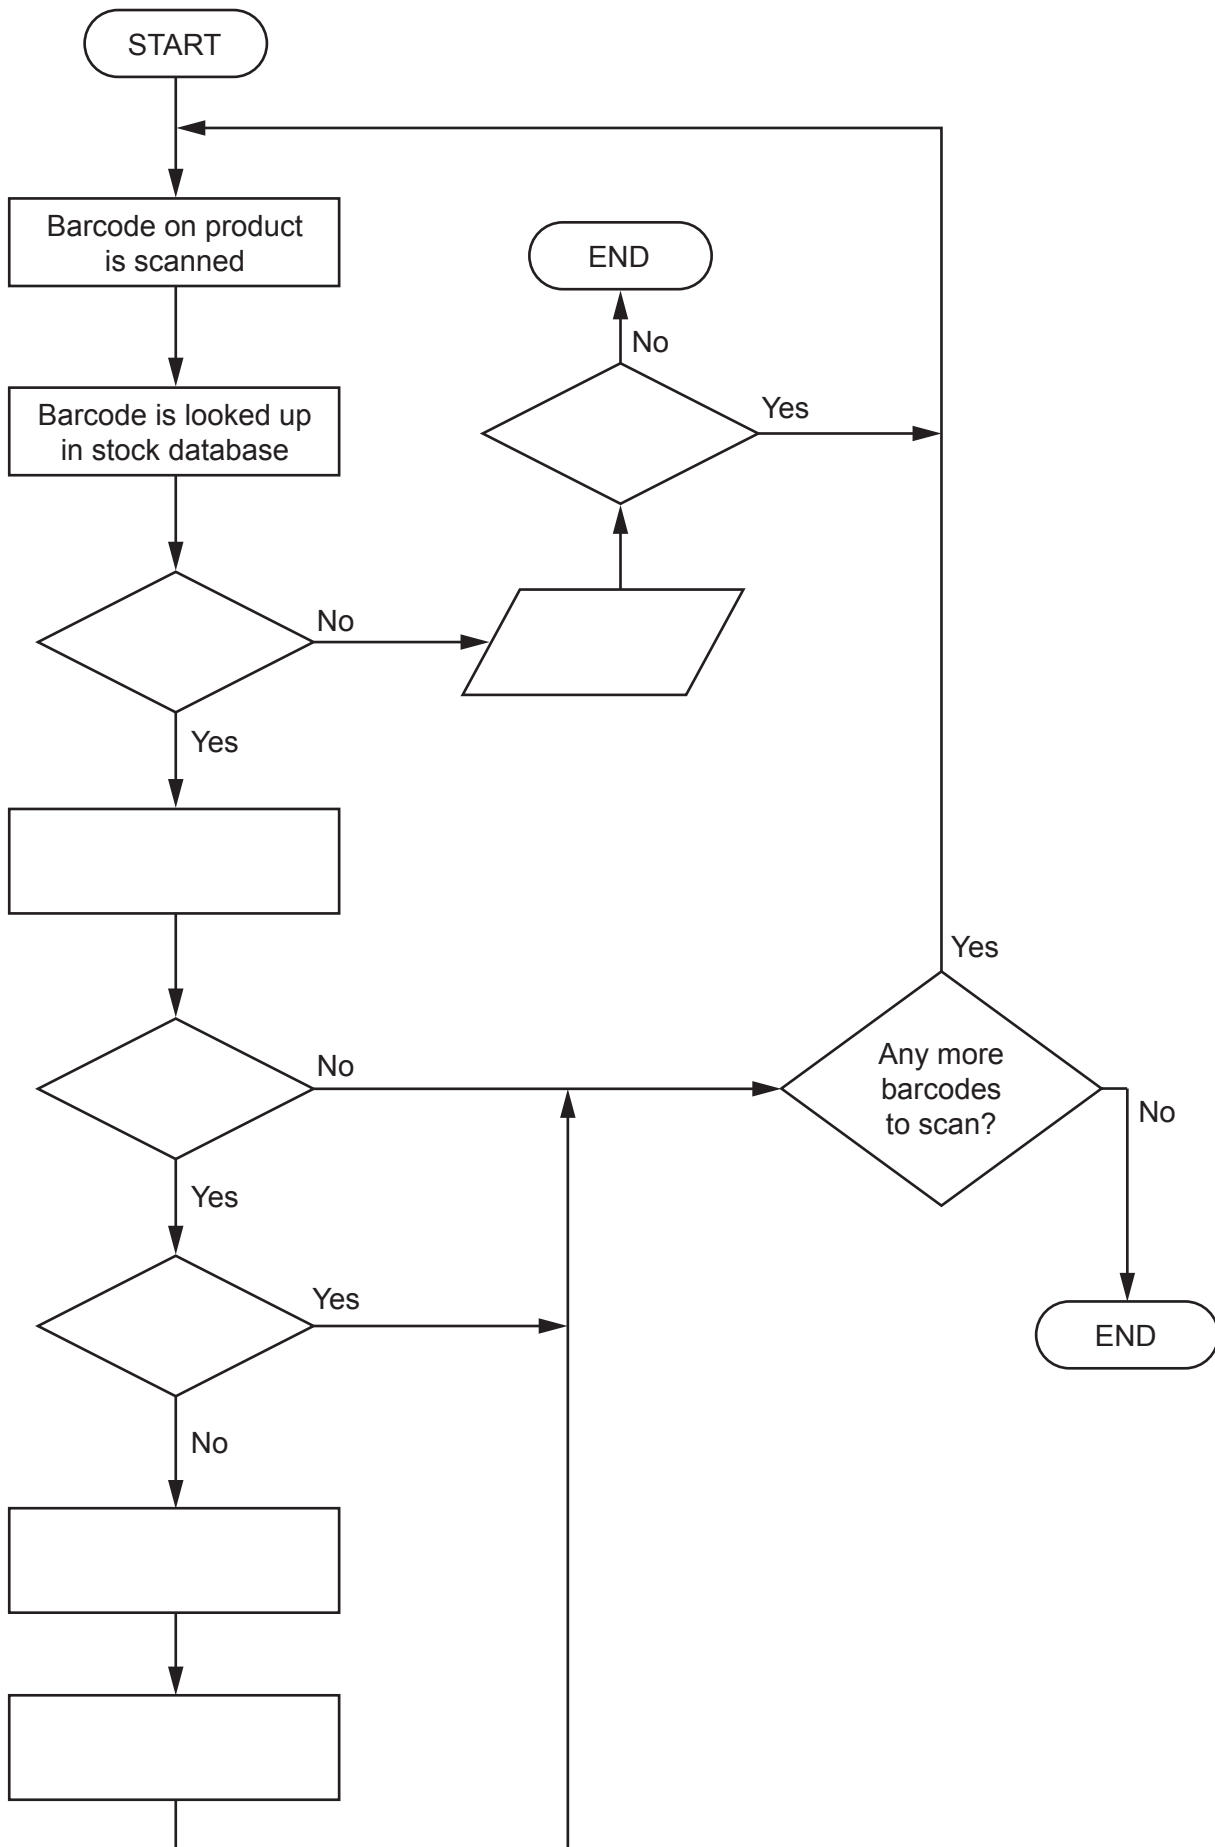 START
Barcode on product
is scanned
END
No
Yes
Barcode is looked up
in stock database
No
Yes
Yes
No
Any more
barcodes
to scan?
No
Yes
Yes
END
No